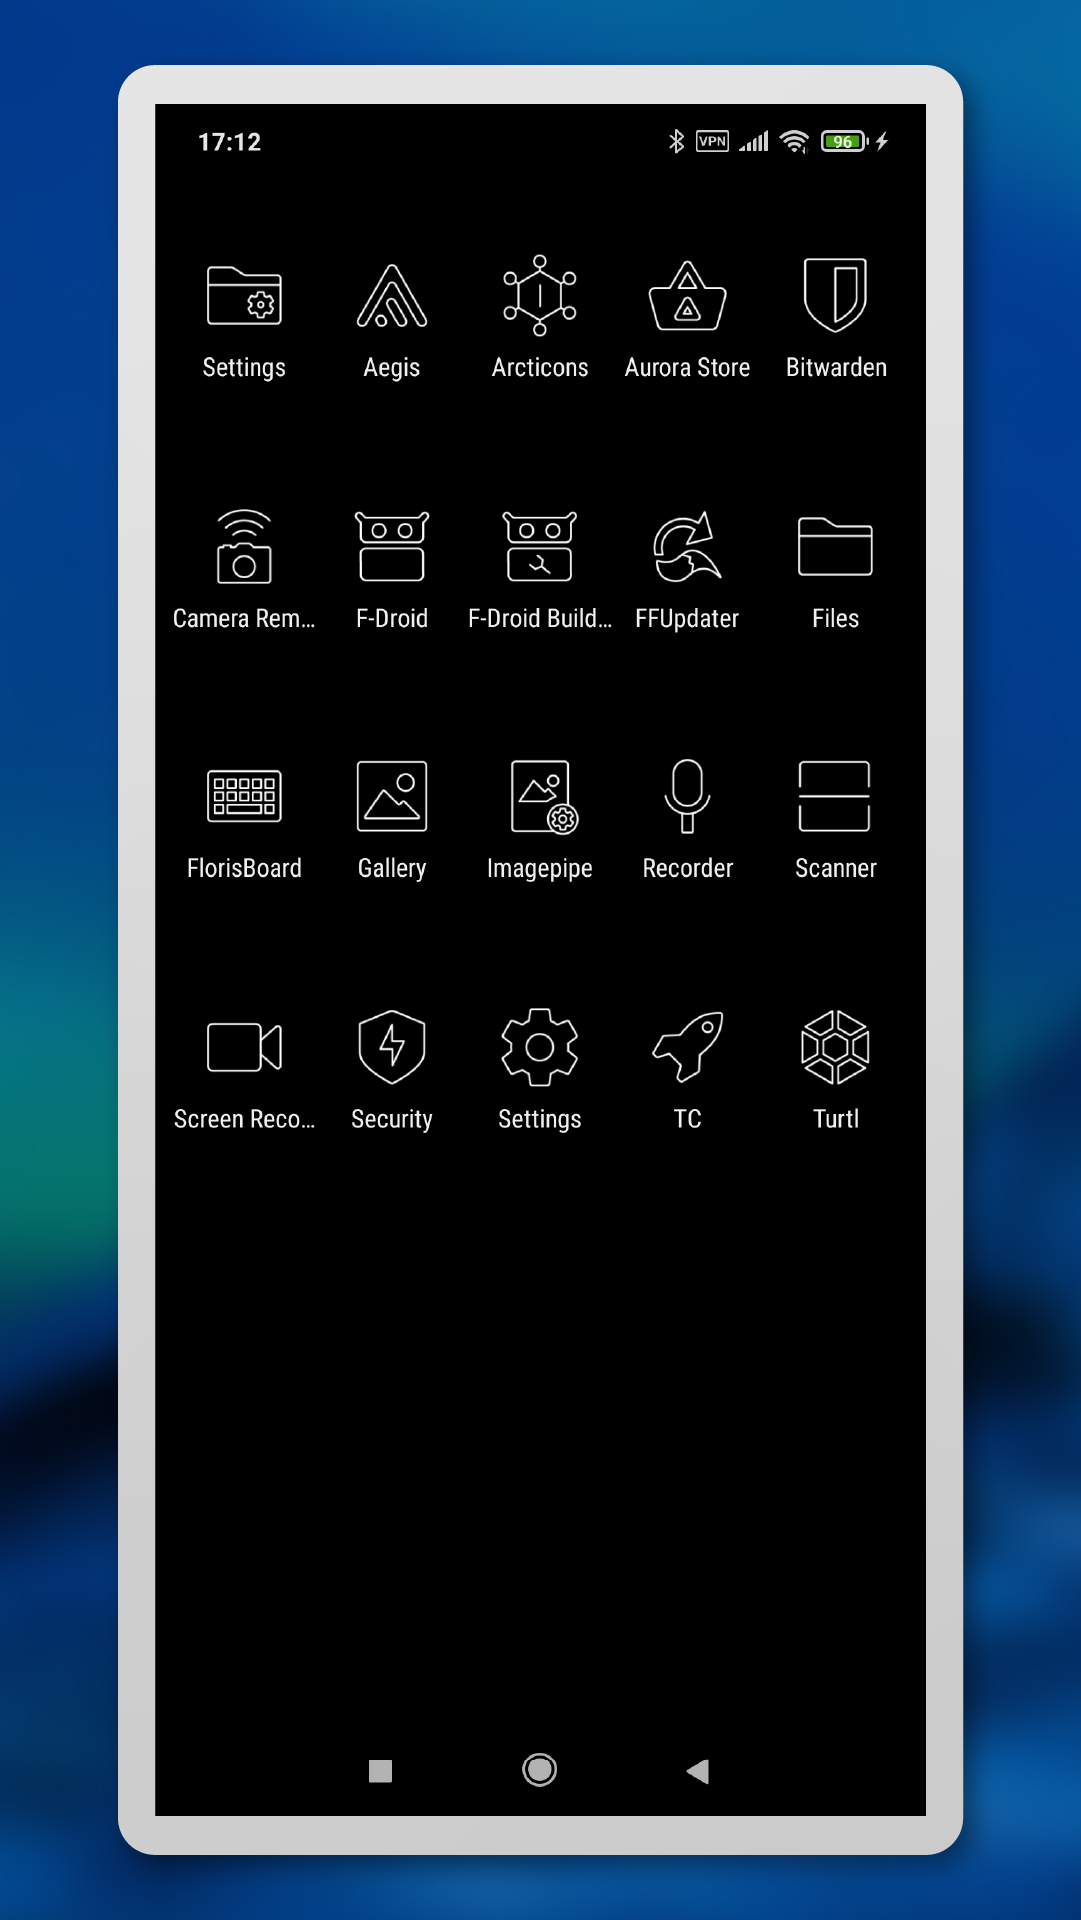 17:12 VPN 96
Settings Aegis Arcticons Aurora Store Bitwarden
Camera Rem... F-Droid F-Droid Build... FFUpdater Files
FlorisBoard Gallery Imagepipe Recorder Scanner
Screen Reco... Security Settings TC Turtl